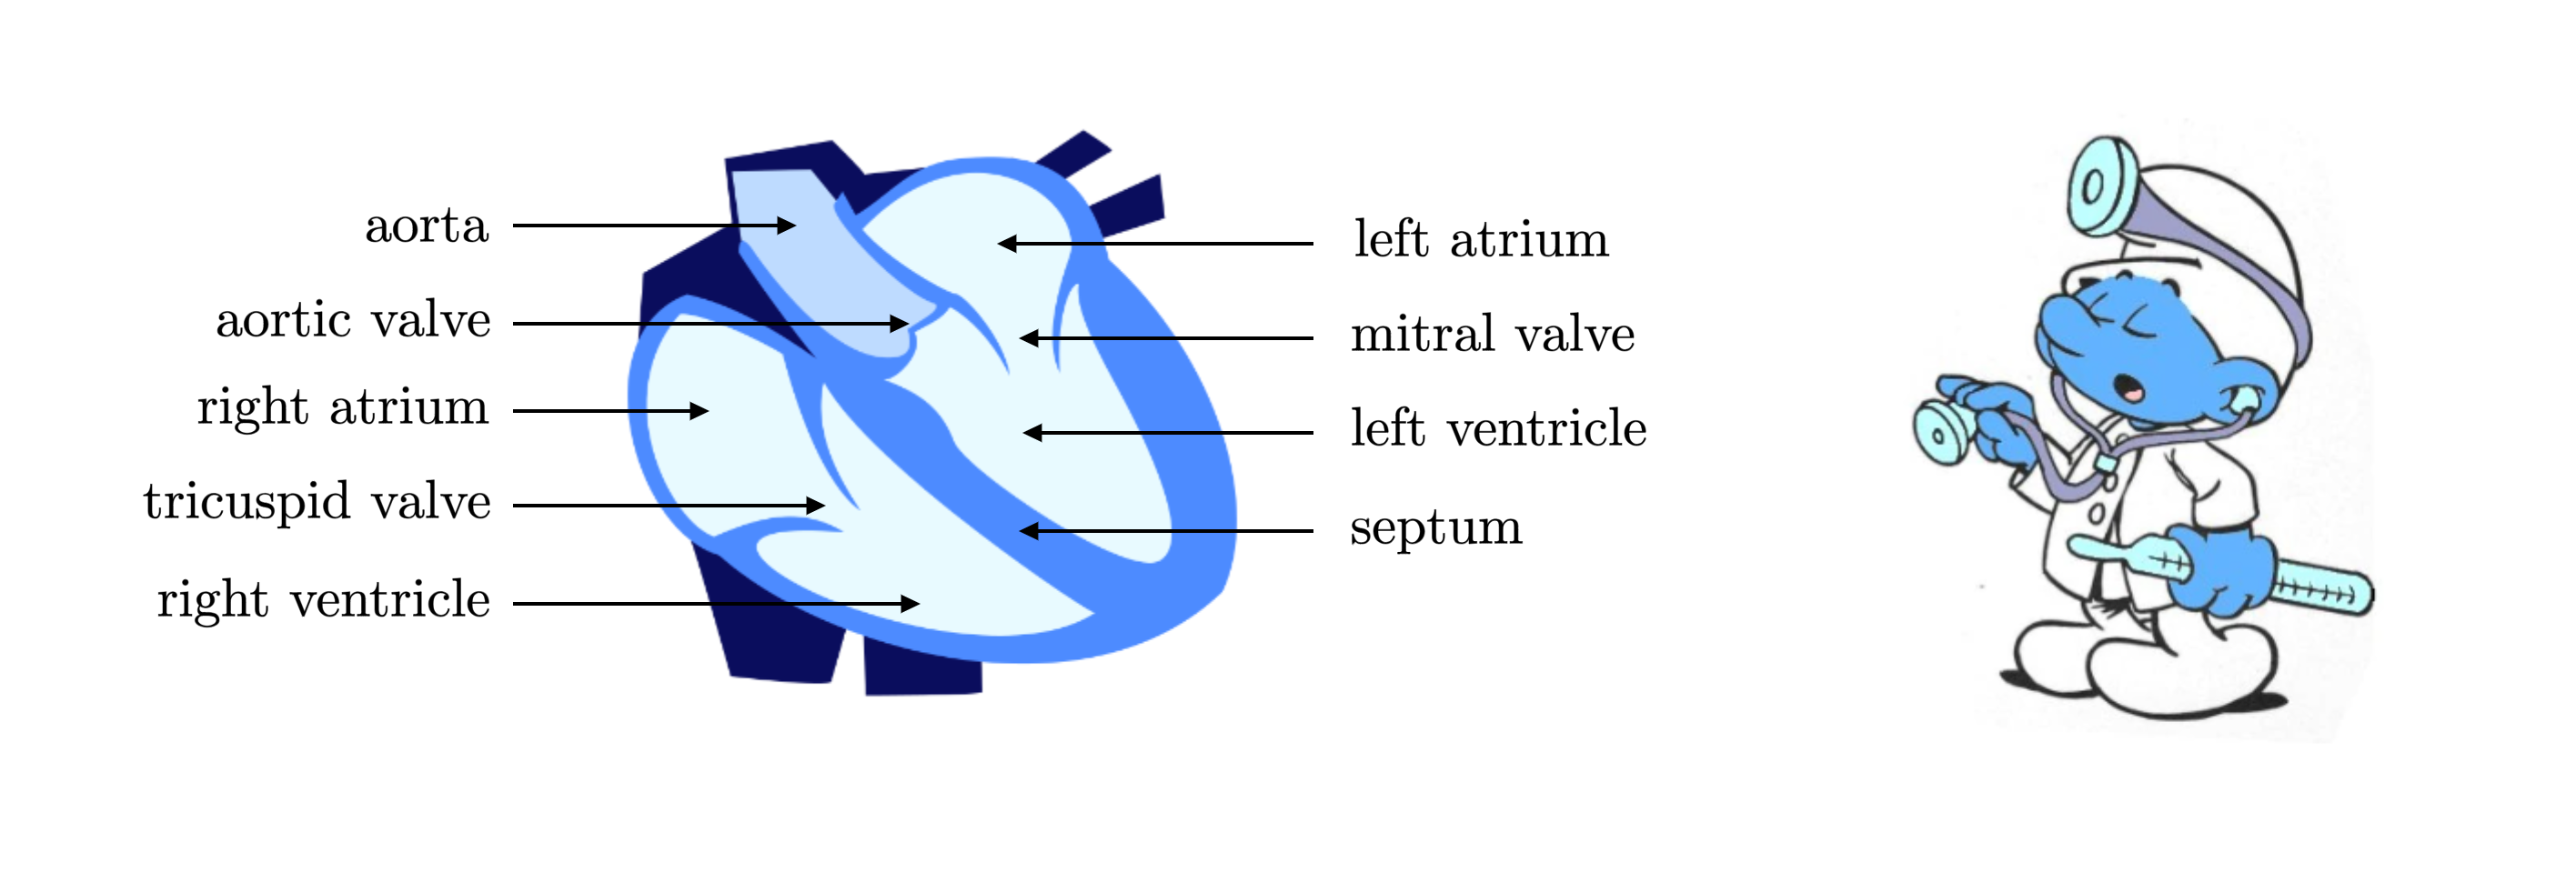 aorta
aortic valve
right atrium
tricuspid valve
right ventricle
left atrium
mitral valve
left ventricle
septum